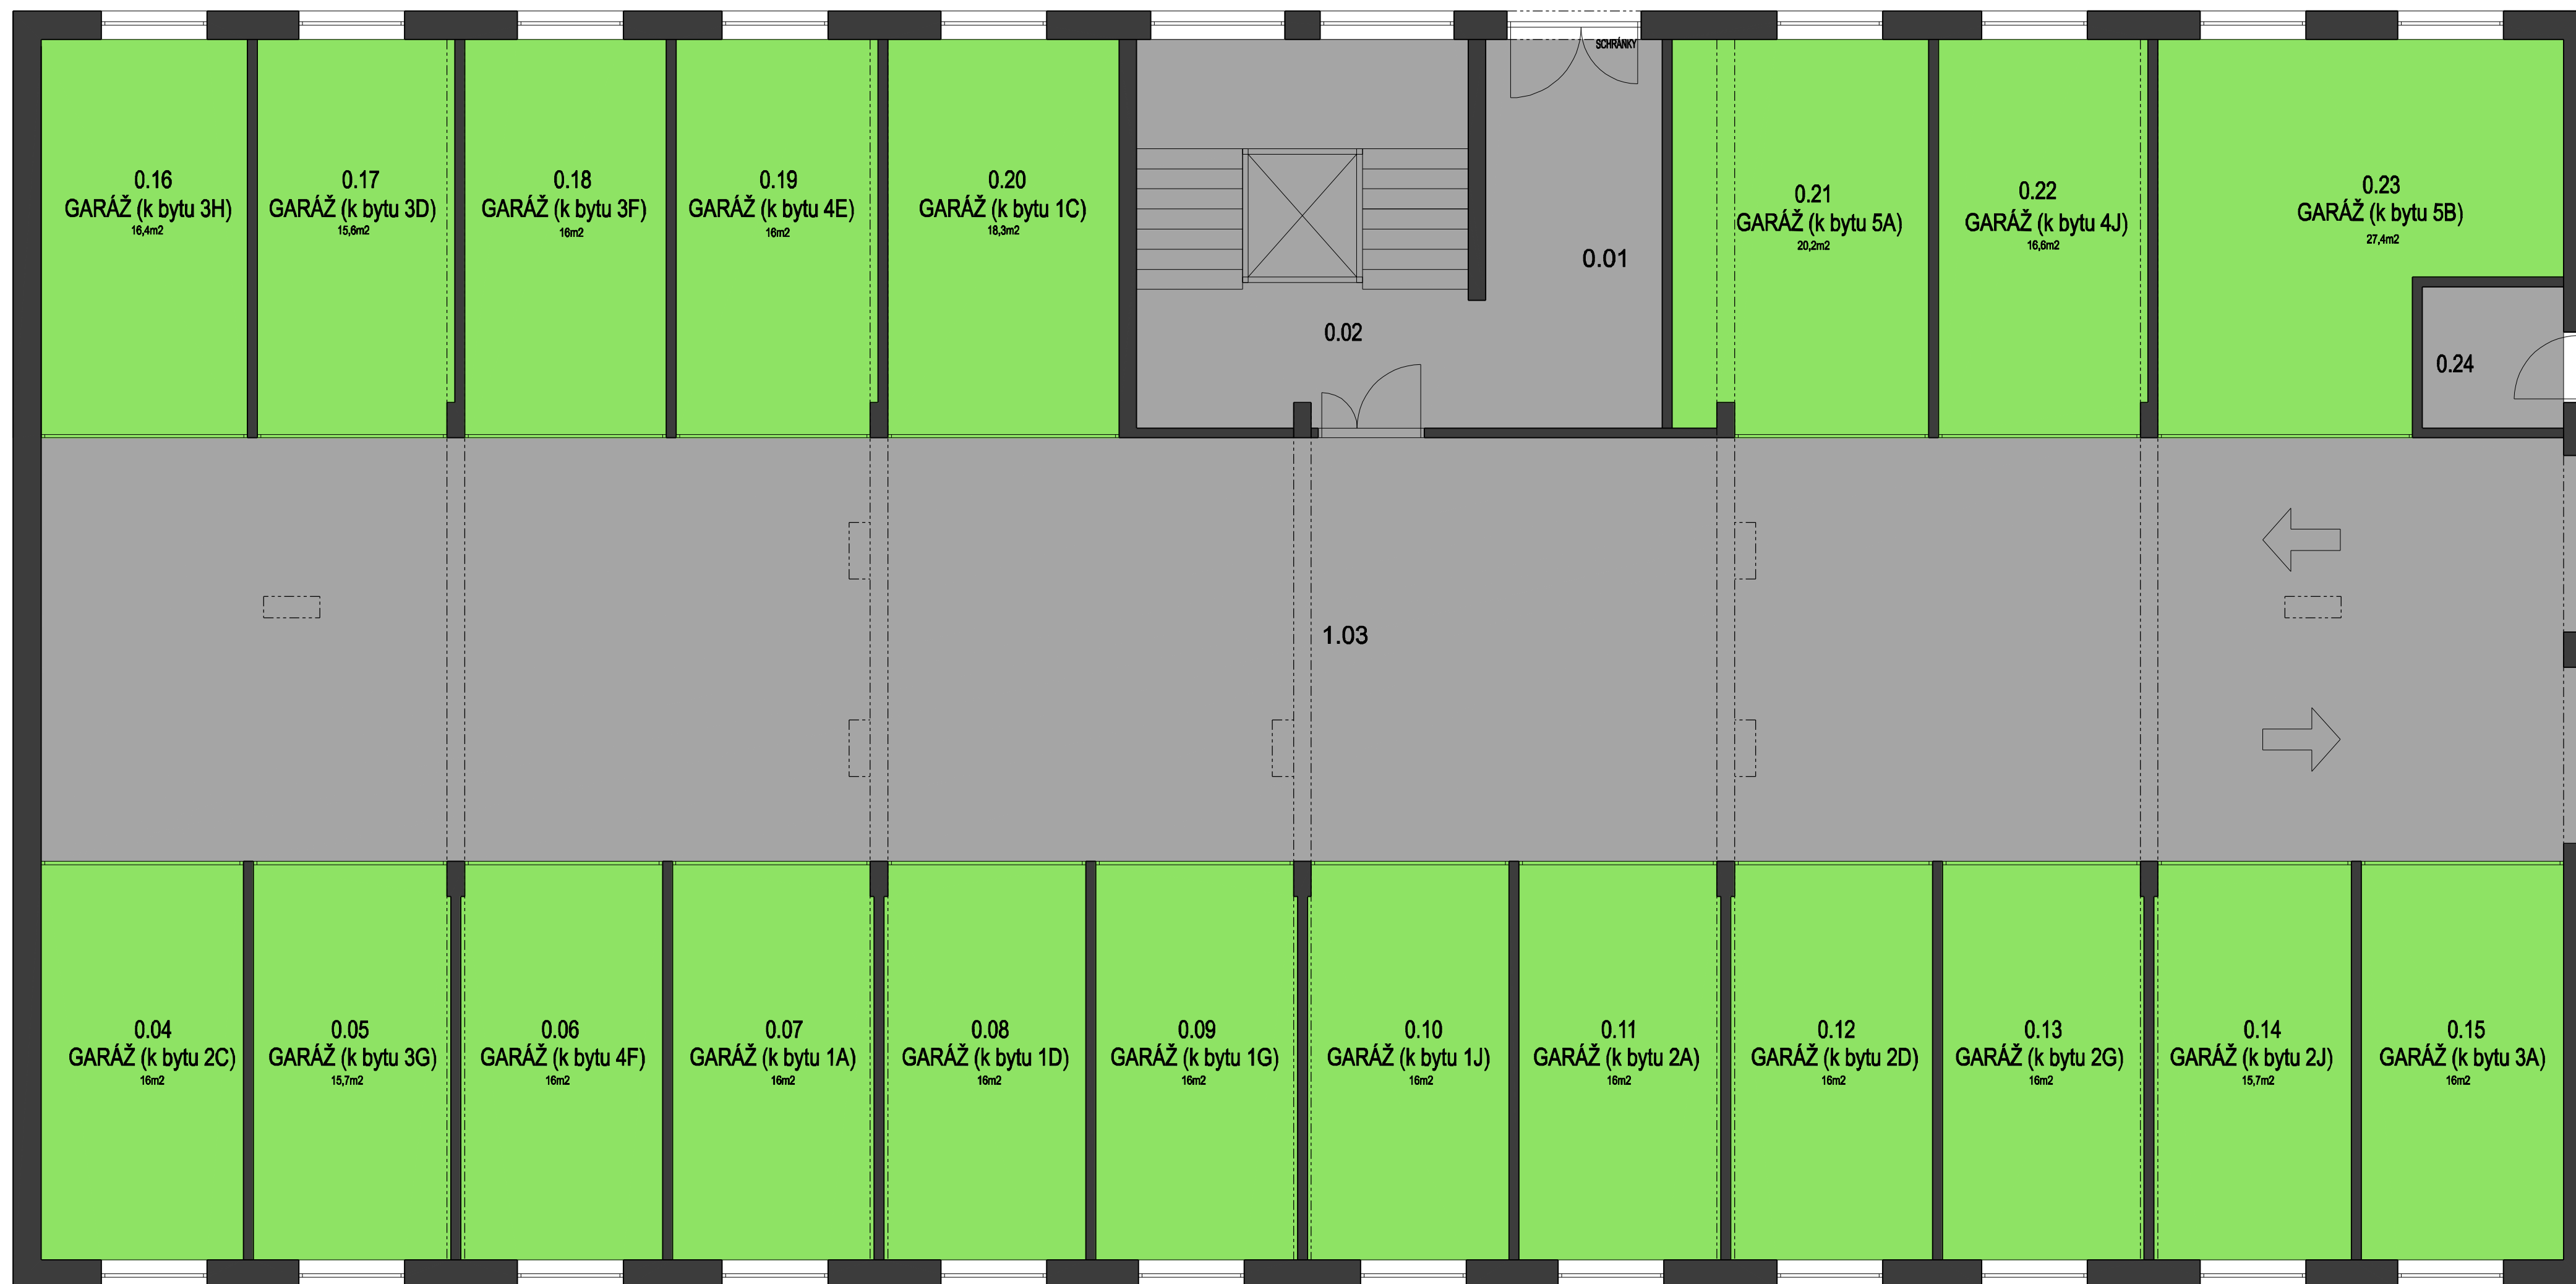 SCHRÁNKY
0.16
GARÁŽ (k bytu 3H)
16,4m2
0.17
GARÁŽ (k bytu 3D)
15,6m2
0.18
GARÁŽ (k bytu 3F)
16m2
0.19
GARÁŽ (k bytu 4E)
16m2
0.20
GARÁŽ (k bytu 1C)
18,3m2
0.02
0.01
0.21
GARÁŽ (k bytu 5A)
20,2m2
0.22
GARÁŽ (k bytu 4J)
16,6m2
0.23
GARÁŽ (k bytu 5B)
27,4m2
0.24
1.03
0.04
GARÁŽ (k bytu 2C)
16m2
0.05
GARÁŽ (k bytu 3G)
15,7m2
0.06
GARÁŽ (k bytu 4F)
16m2
0.07
GARÁŽ (k bytu 1A)
16m2
0.08
GARÁŽ (k bytu 1D)
16m2
0.09
GARÁŽ (k bytu 1G)
16m2
0.10
GARÁŽ (k bytu 1J)
16m2
0.11
GARÁŽ (k bytu 2A)
16m2
0.12
GARÁŽ (k bytu 2D)
16m2
0.13
GARÁŽ (k bytu 2G)
16m2
0.14
GARÁŽ (k bytu 2J)
15,7m2
0.15
GARÁŽ (k bytu 3A)
16m2